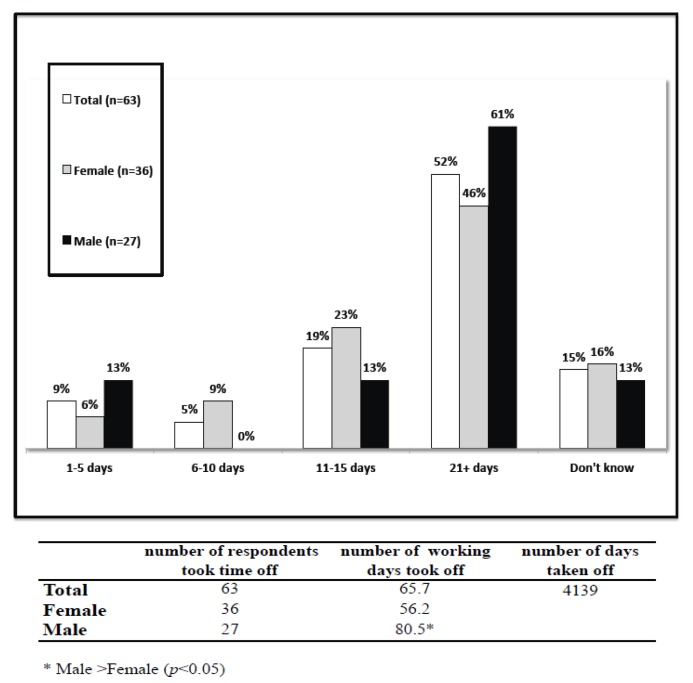 Total (n=63)
Female (n=36)
Male (n=27)
9%
6%
13%
5%
9%
0%
19%
23%
13%
52%
46%
61%
15%
16%
13%
1-5 days
6-10 days
11-15 days
21+ days
Don't know
number of respondents number of working number of days
took time off days took off taken off
Total 63 65.7 4139
Female 36 56.2
Male 27 80.5*
* Male >Female (p<0.05)